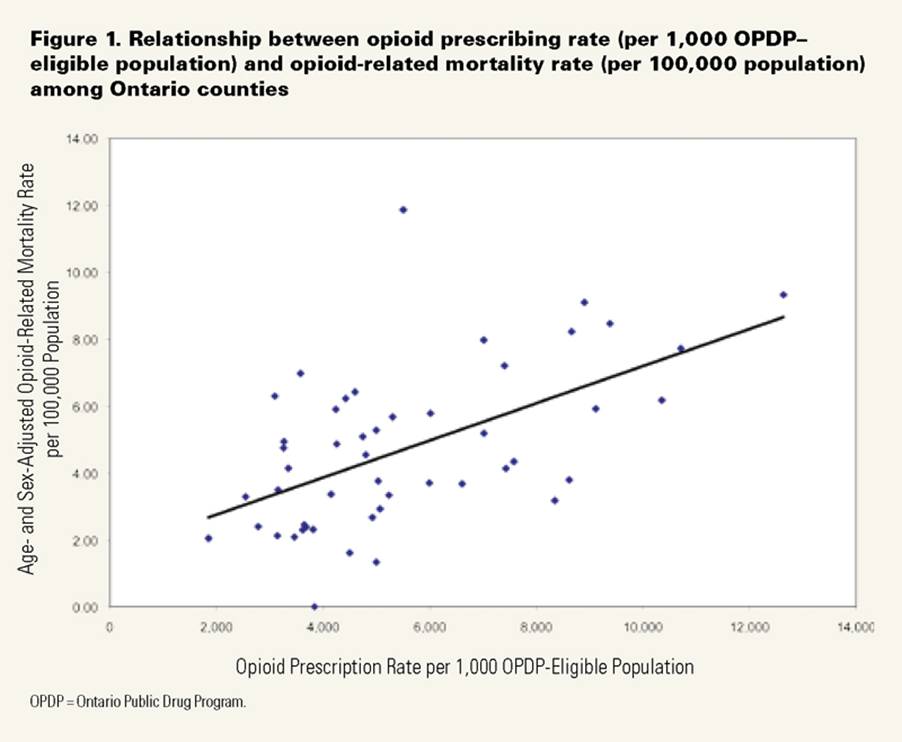 Figure 1. Relationship between opioid prescribing rate (per 1,000 OPDP–
eligible population) and opioid-related mortality rate (per 100,000 population)
among Ontario counties
Age- and Sex-Adjusted Opioid-Related Mortality Rate
per 100,000 Population
14.00
12.00
10.00
8.00
6.00
4.00
2.00
0.00
0 2,000 4,000 6,000 8,000 10,000 12,000 14,000
Opioid Prescription Rate per 1,000 OPDP-Eligible Population
OPDP = Ontario Public Drug Program.